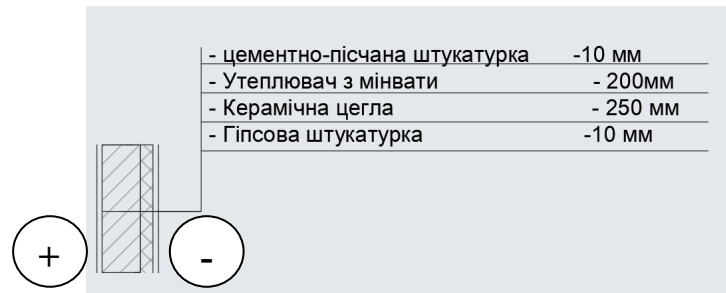 - цементно-пісчана штукатурка -10 мм
- Утеплювач з мінвати - 200мм
- Керамічна цегла - 250 мм
- Гіпсова штукатурка -10 мм
+ -